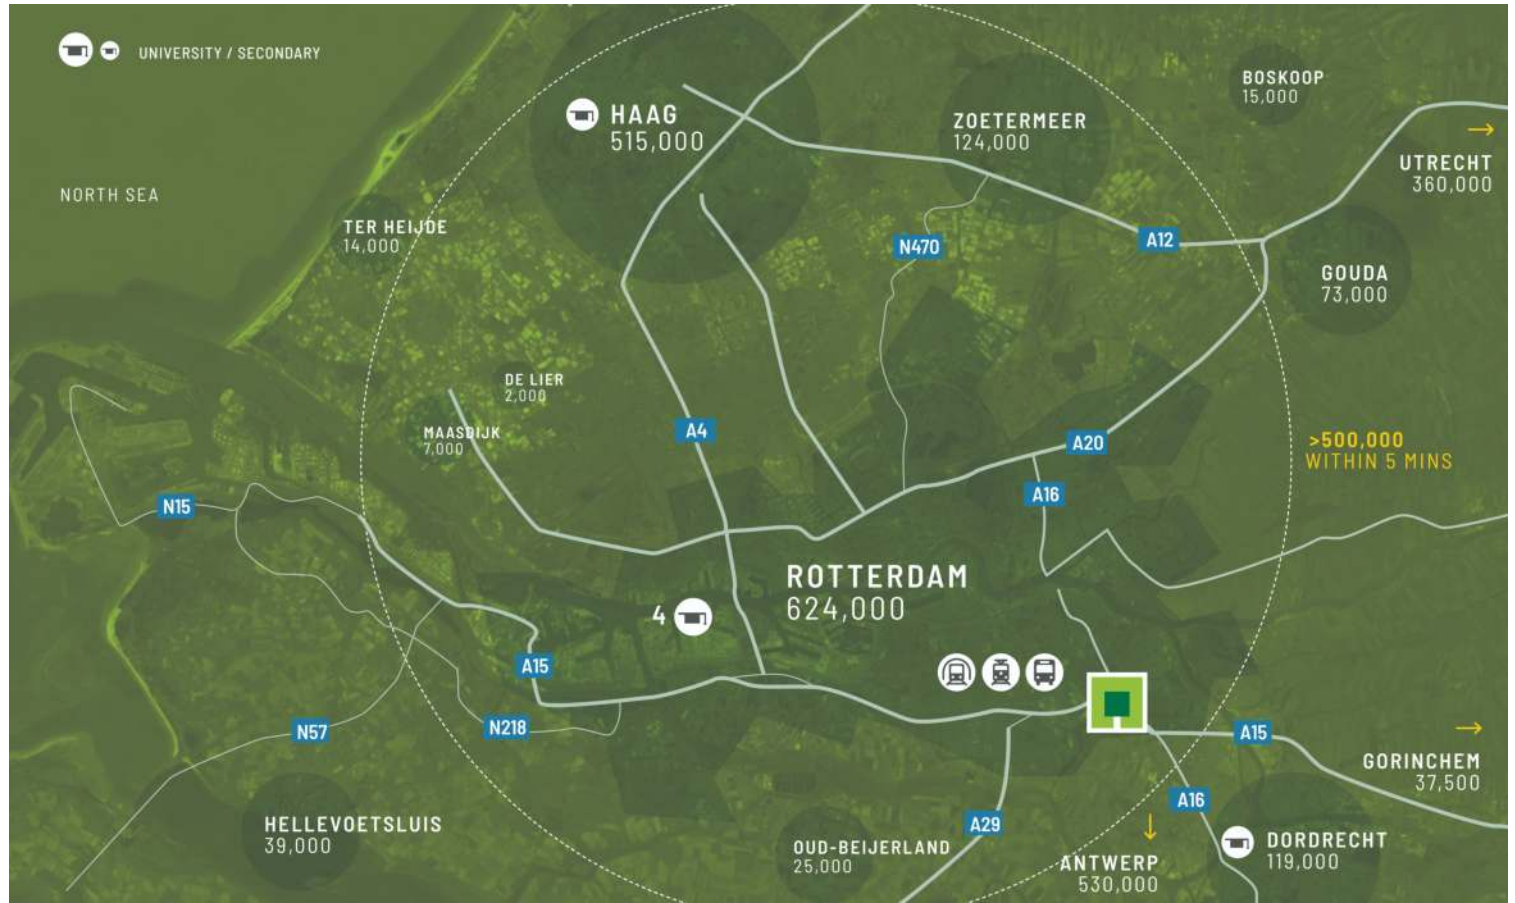 UNIVERSITY / SECONDARY
HAAG
515,000
ZOETERMEER
124,000
BOSKOOP
15,000
UTRECHT
360,000
NORTH SEA
TER HEIJDE
14,000
N470
A12
GOUDA
73,000
DE LIER
2,000
MAASDIJK
7,000
A4
A20
>500,000
WITHIN 5 MINS
N15
A16
ROTTERDAM
624,000
4
A15
N57
N218
A15
GORINCHEM
37,500
A16
A29
HELLEVOETSLUIS
39,000
OUD-BEIJERLAND
25,000
ANTWERP
530,000
DORDRECHT
119,000